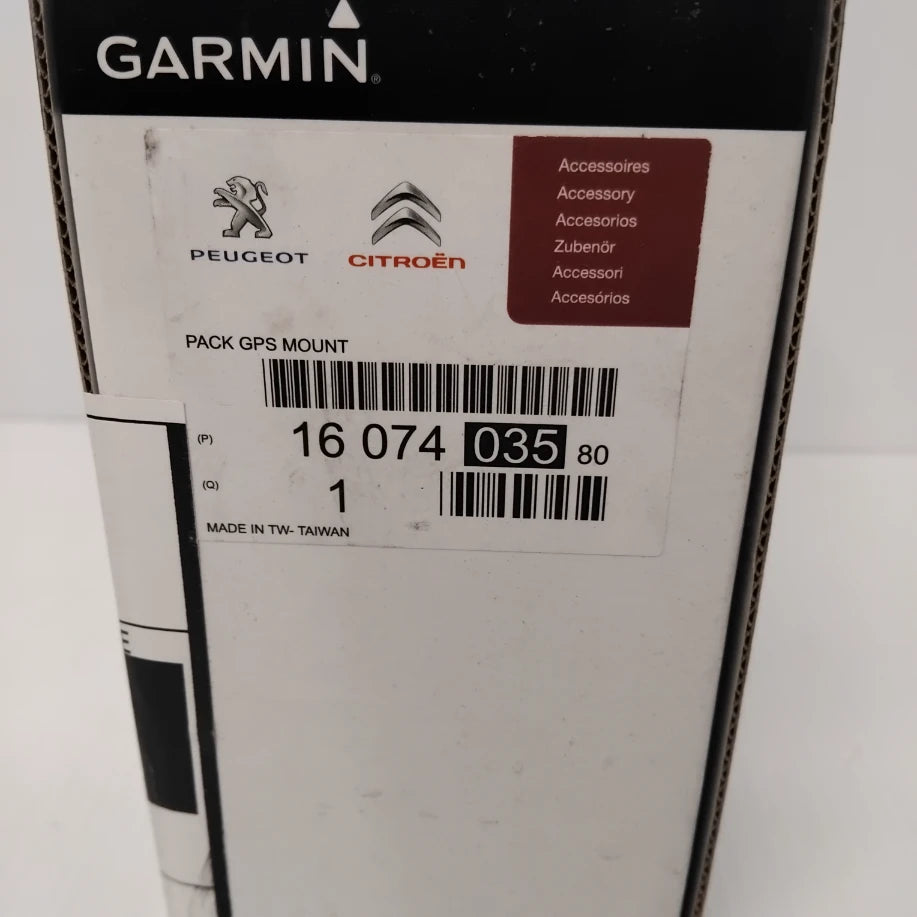 GARMIN®
PEUGEOT
CITROËN
Accessoires
Accessory
Accesorios
Zubenör
Accessori
Accesórios
PACK GPS MOUNT
(P) 16 074 035 80
(Q) 1
MADE IN TW- TAIWAN
E